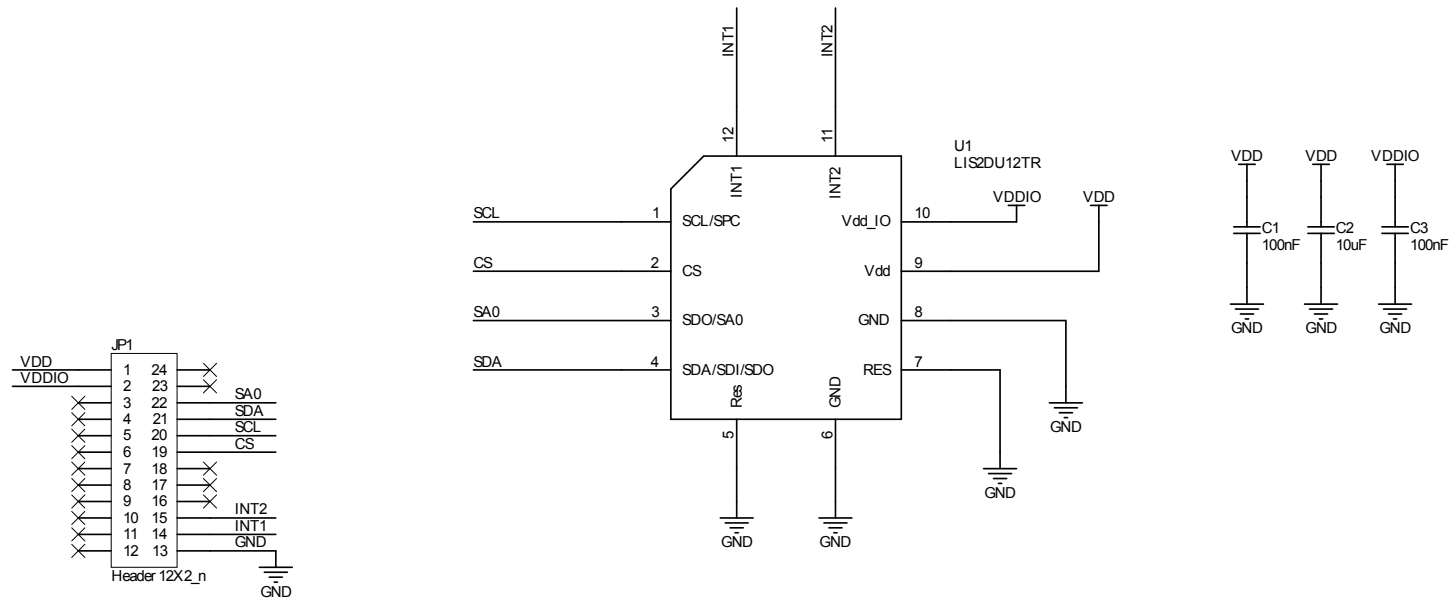 INT1
INT2
12
11
U1
LIS2DU12TR
INT1
INT2
VDD
VDD
VDDIO
VDDIO
VDD
SCL
1
SCL/SPC
Vdd_IO
10
C1
100nF
C2
10uF
C3
100nF
CS
2
CS
Vdd
9
SA0
3
SDO/SA0
GND
8
GND
GND
GND
SDA
4
SDA/SDI/SDO
RES
7
Res
GND
5
6
GND
GND
GND
GND
JP1
VDD
1
24
VDDIO
2
23
3
22
SA0
4
21
SDA
5
20
SCL
6
19
CS
7
18
8
17
9
16
10
15
INT2
11
14
INT1
12
13
GND
Header 12X2_n
GND